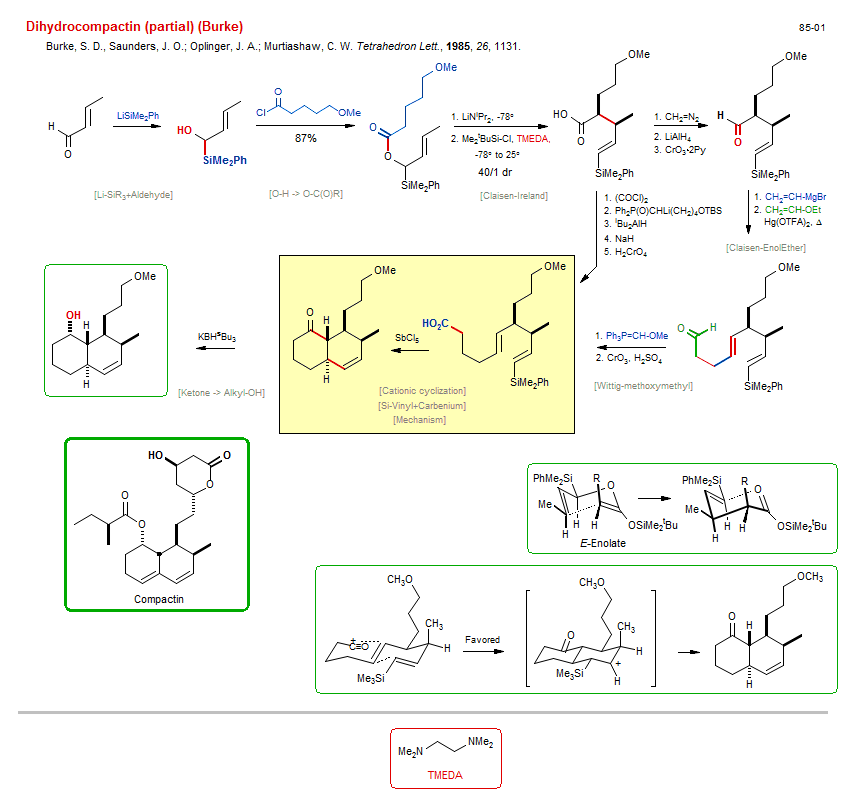 Dihydrocompactin (partial) (Burke)
85-01
Burke, S. D., Saunders, J. O.; Oplinger, J. A.; Murtiashaw, C. W. Tetrahedron Lett., 1985, 26, 1131.
H
O
LiSiMe2Ph
HO
SiMe2Ph
O
Cl
OMe
87%
OMe
O
O
SiMe2Ph
1. LiNiPr2, -78°
2. Me2tBuSi-Cl, TMEDA,
-78° to 25°
40/1 dr
OMe
HO
O
SiMe2Ph
1. CH2=N2
2. LiAlH4
3. CrO3·2Py
OMe
H
O
SiMe2Ph
[Li-SiR3+Aldehyde]
[O-H -> O-C(O)R]
[Claisen-Ireland]
1. (COCl)2
2. Ph2P(O)CHLi(CH2)4OTBS
3. iBu2AlH
4. NaH
5. H2CrO4
1. CH2=CH-MgBr
2. CH2=CH-OEt
Hg(OTFA)2, Δ
[Claisen-EnolEther]
OMe
OH
H
H
KBHsBu3
[Ketone -> Alkyl-OH]
OMe
O
H
H
SbCl5
HO2C
OMe
SiMe2Ph
[Cationic cyclization]
[Si-Vinyl+Carbenium]
[Mechanism]
1. Ph3P=CH-OMe
2. CrO3, H2SO4
[Wittig-methoxymethyl]
OMe
O
H
SiMe2Ph
HO
O
O
O
O
Compactin
PhMe2Si
R
O
Me
H
H
H
OSiMe2tBu
E-Enolate
PhMe2Si
R
O
Me
H
H
H
OSiMe2tBu
CH3O
CH3
H
C≡O
+
Me3Si
Favored
CH3O
CH3
O
H
+
H
Me3Si
OCH3
O
H
H
Me2N
NMe2
TMEDA